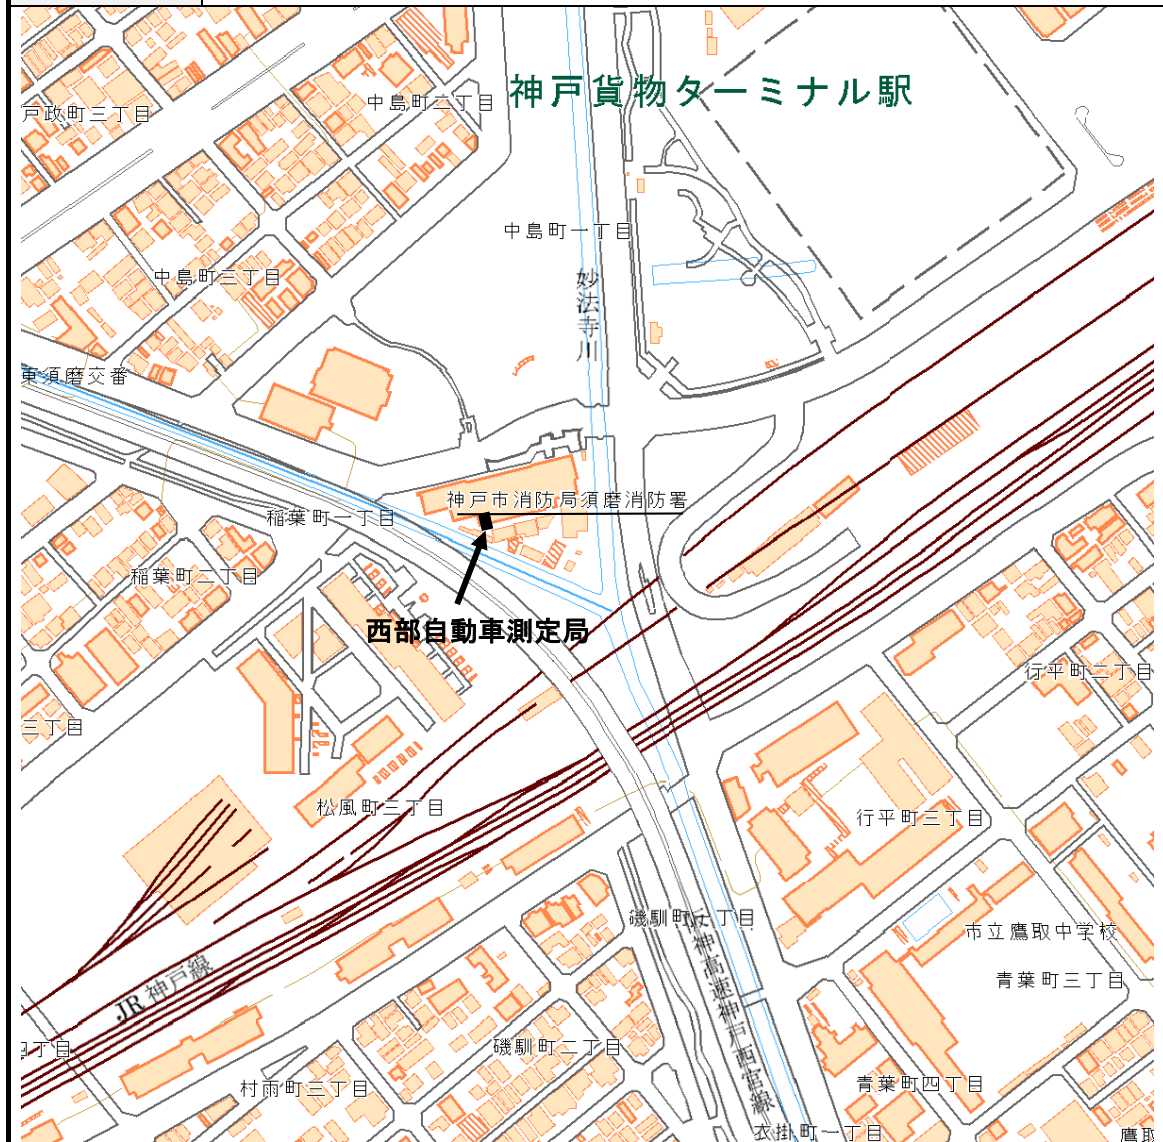 神戸貨物ターミナル駅
中島町二丁目
戸政町三丁目
中島町一丁目
中島町三丁目
妙法寺川
東須磨交番
神戸市消防局須磨消防署
稲葉町一丁目
稲葉町二丁目
西部自動車測定局
行平町二丁目
三丁目
松風町三丁目
行平町三丁目
磯馴町一丁目
市立鷹取中学校
JR神戸線
青葉町三丁目
阪神高速神戸西宮線
四丁目
磯馴町二丁目
村雨町三丁目
青葉町四丁目
衣掛町一丁目
鷹取